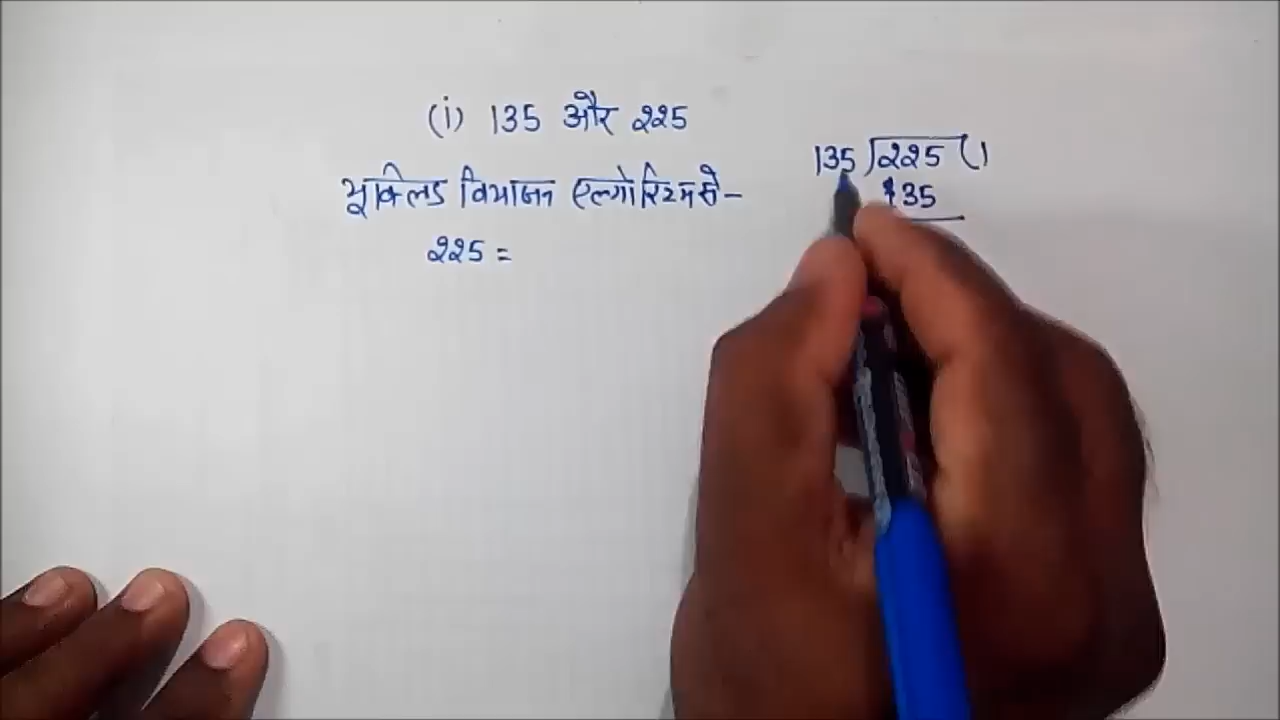 (i) 135 और 225
यूक्लिड विभाजन एल्गोरिथ्म से -
225 =
135)225(1
135